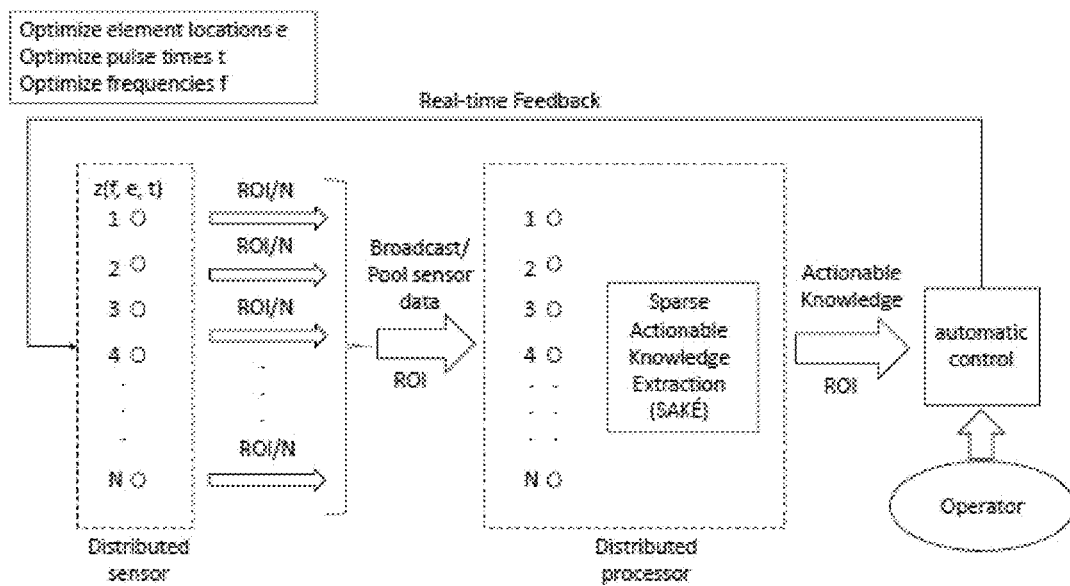 Optimize element locations e
Optimize pulse times t
Optimize frequencies f
Real-time Feedback
z(f, e, t)
1
2
3
4
N
ROI/N
ROI/N
ROI/N
ROI/N
Broadcast/
Pool sensor
data
ROI
1
2
3
4
N
Sparse
Actionable
Knowledge
Extraction
(SAKÉ)
Actionable
Knowledge
ROI
automatic
control
Operator
Distributed
sensor
Distributed
processor